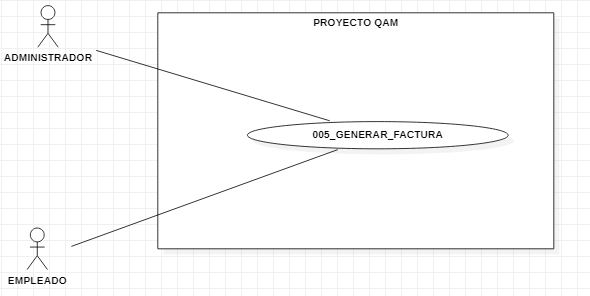 PROYECTO QAM
ADMINISTRADOR
005_GENERAR_FACTURA
EMPLEADO